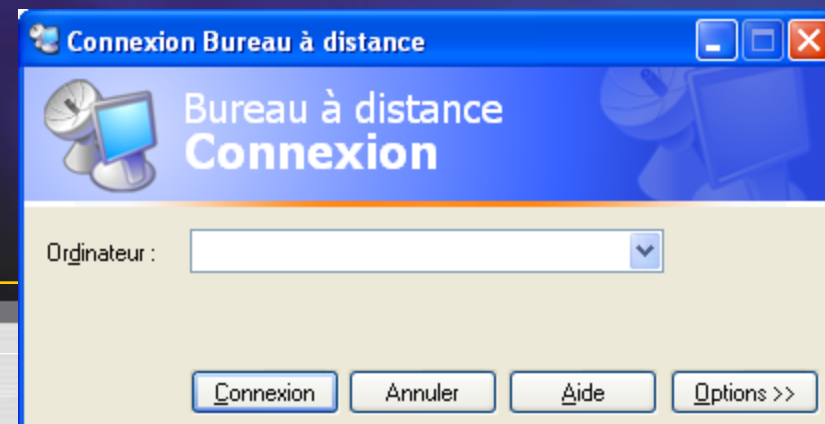 Connexion Bureau à distance
Bureau à distance
Connexion
Ordinateur :
Connexion Annuler Aide Options >>